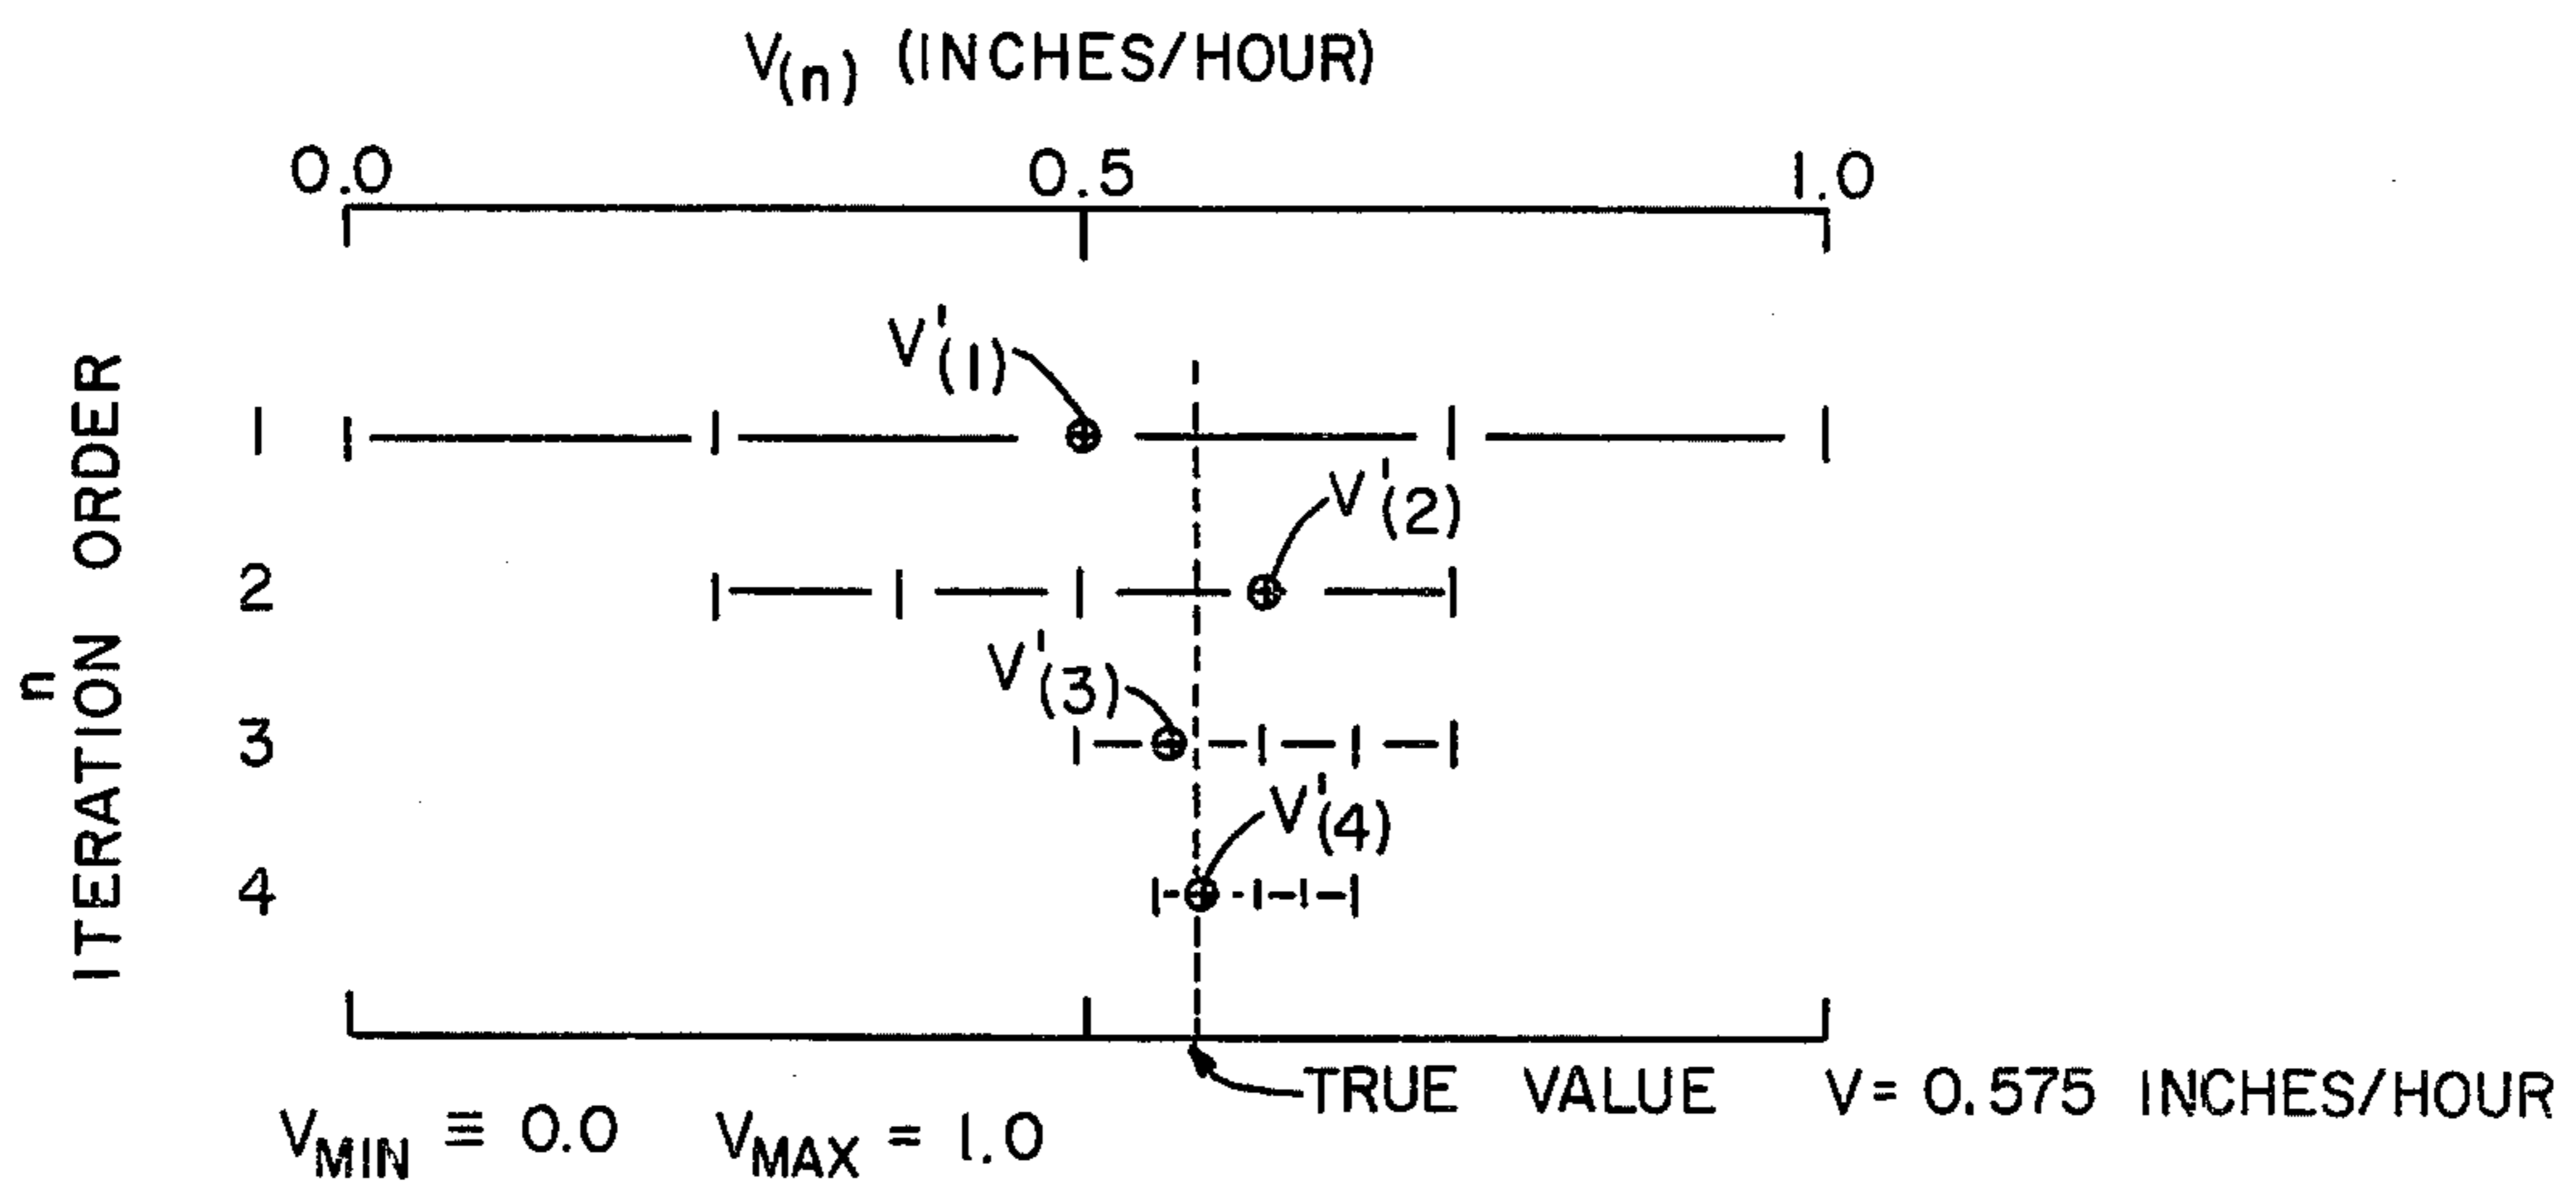 V(n) (INCHES/HOUR)
0.0 0.5 1.0
n
ITERATION ORDER
1
V'(1)
V'(2)
2
V'(3)
3
V'(4)
4
TRUE VALUE V = 0.575 INCHES/HOUR
VMIN ≡ 0.0 VMAX = 1.0